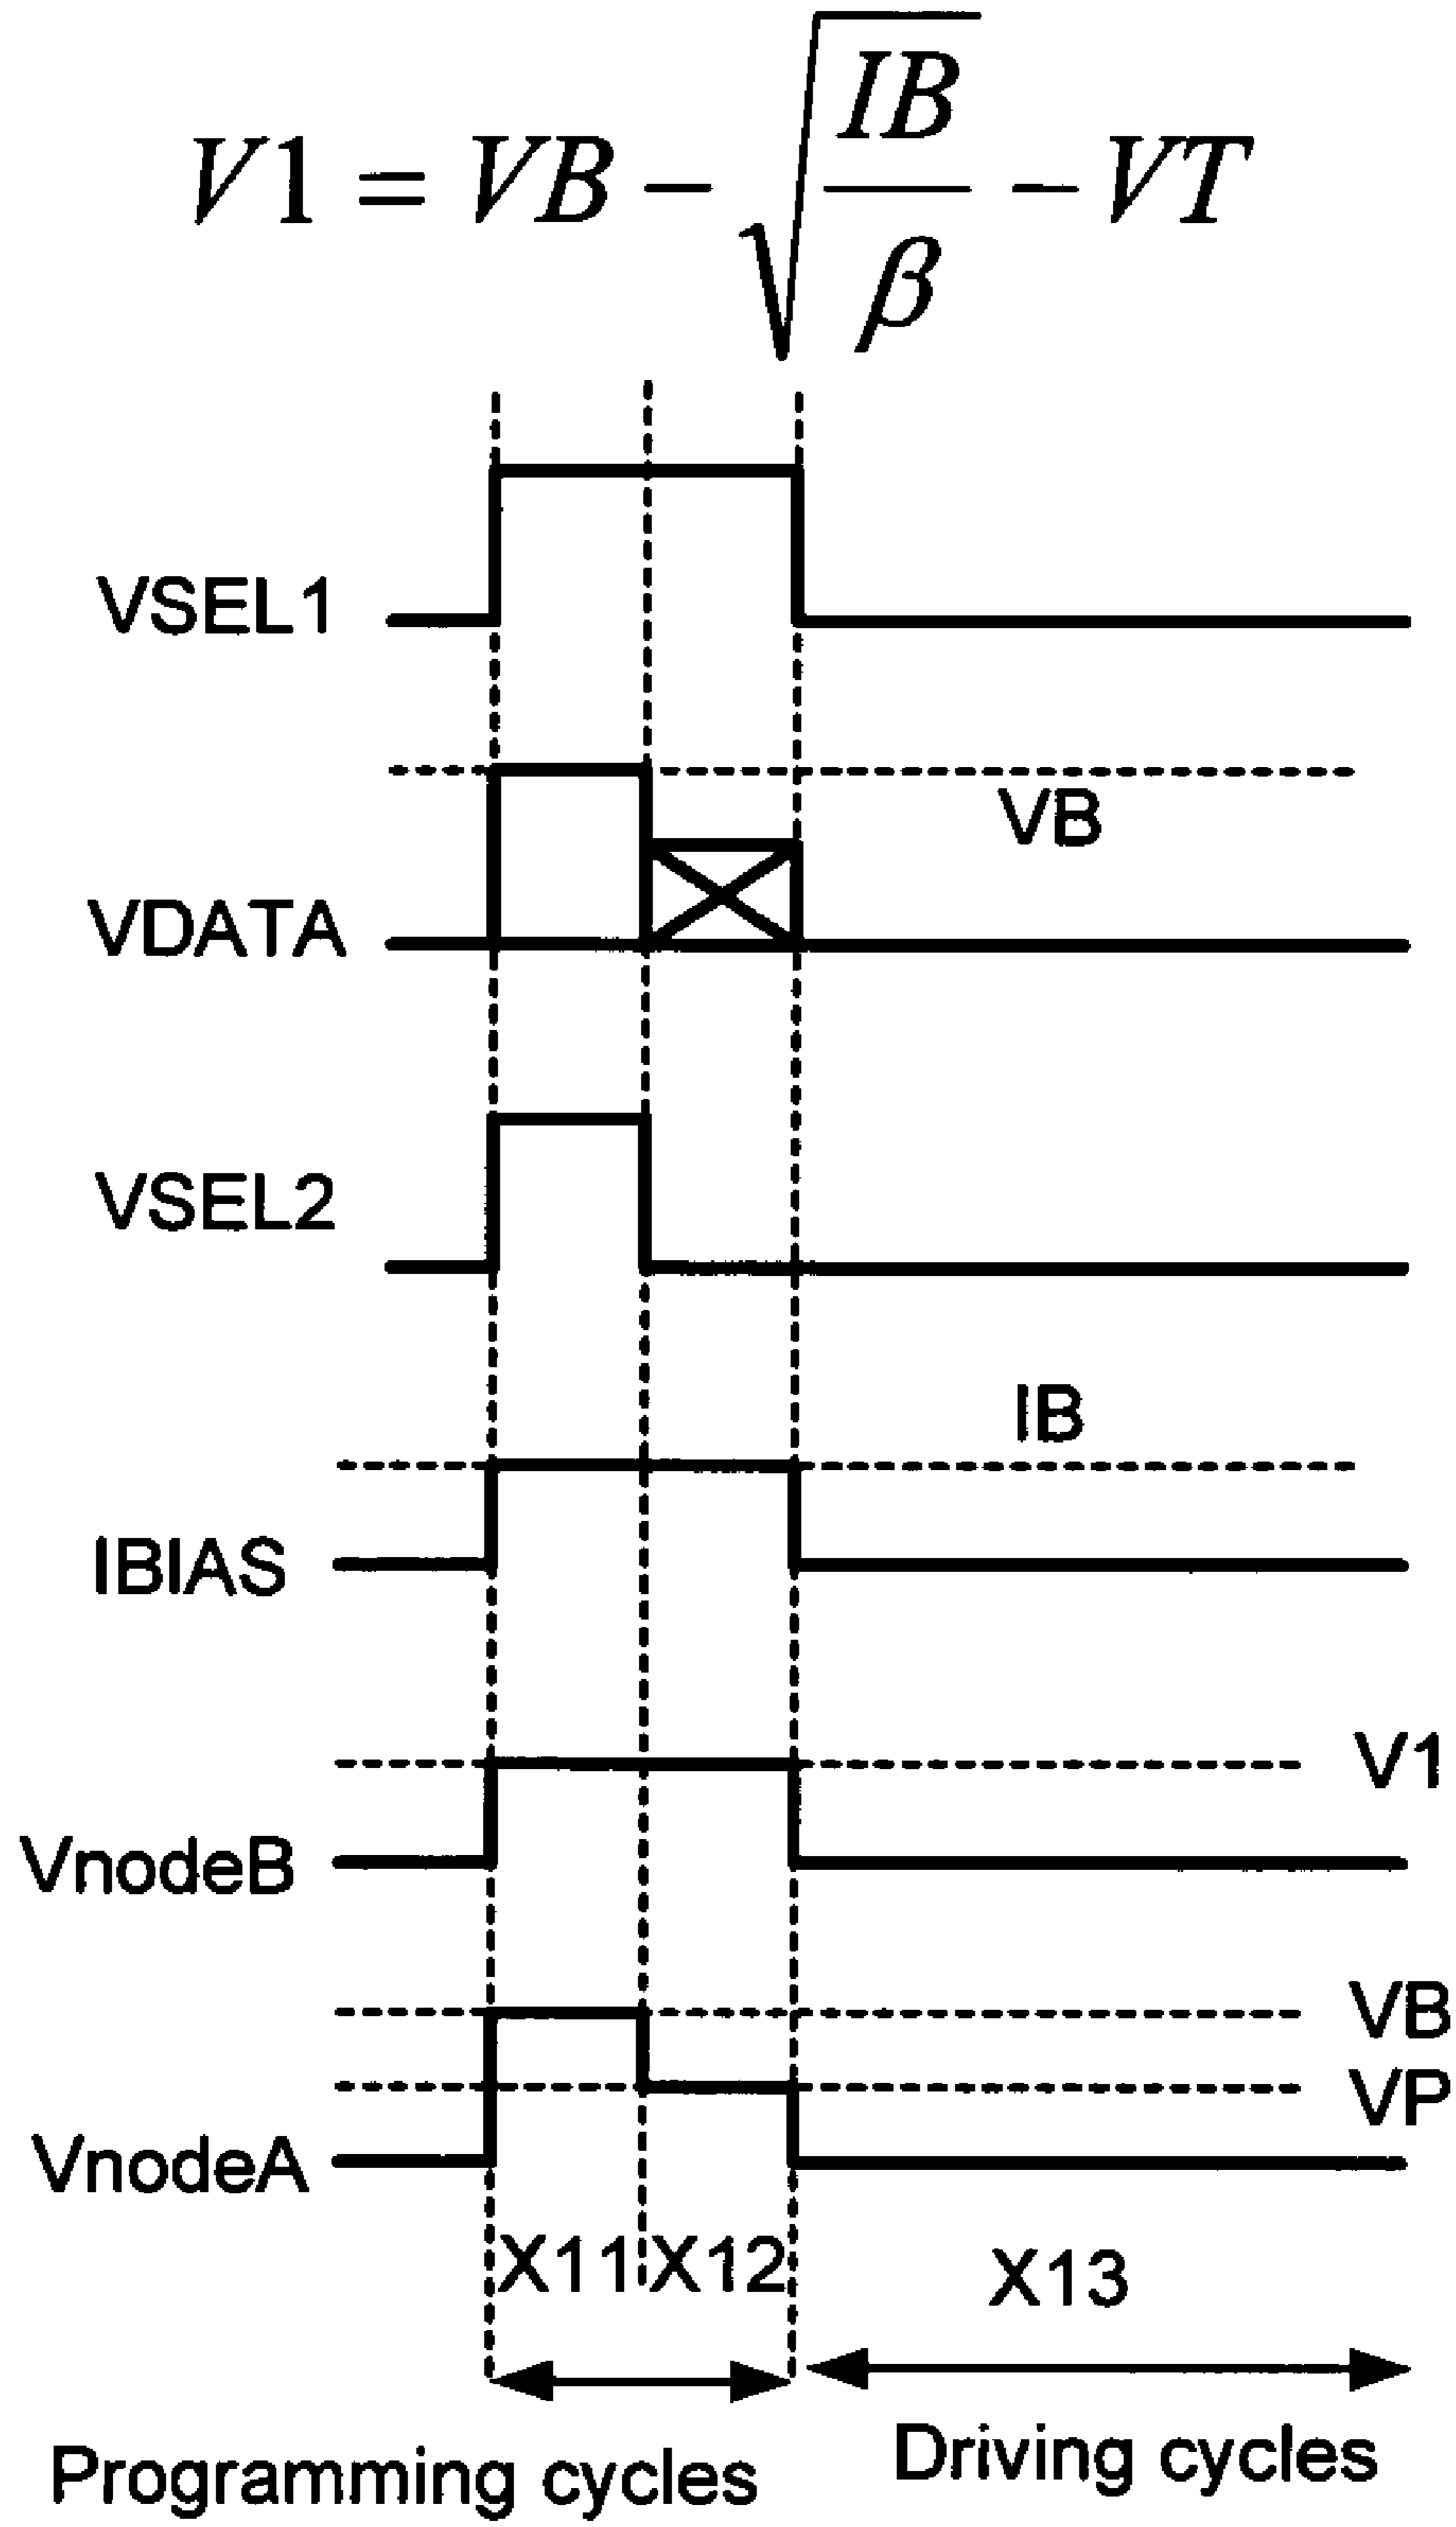 V1 = VB − √(IB/β) − VT
VSEL1
VB
VDATA
VSEL2
IB
IBIAS
V1
VnodeB
VB
VP
VnodeA
X11 X12 X13
Programming cycles Driving cycles